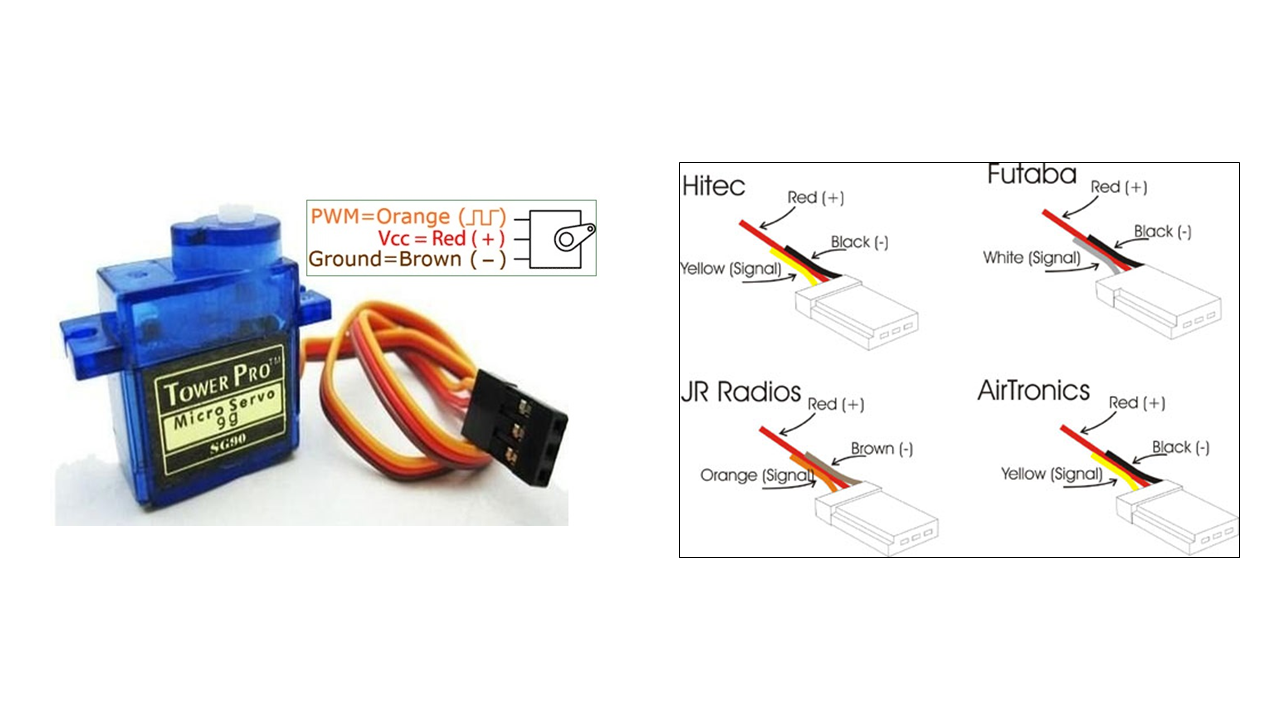 PWM=Orange (⎍⎍)
Vcc = Red ( + )
Ground=Brown ( − )
TOWER PRO™
Micro Servo
9g
SG90
Hitec
Red (+)
Black (-)
Yellow (Signal)
Futaba
Red (+)
Black (-)
White (Signal)
JR Radios
Red (+)
Brown (-)
Orange (Signal)
AirTronics
Red (+)
Black (-)
Yellow (Signal)